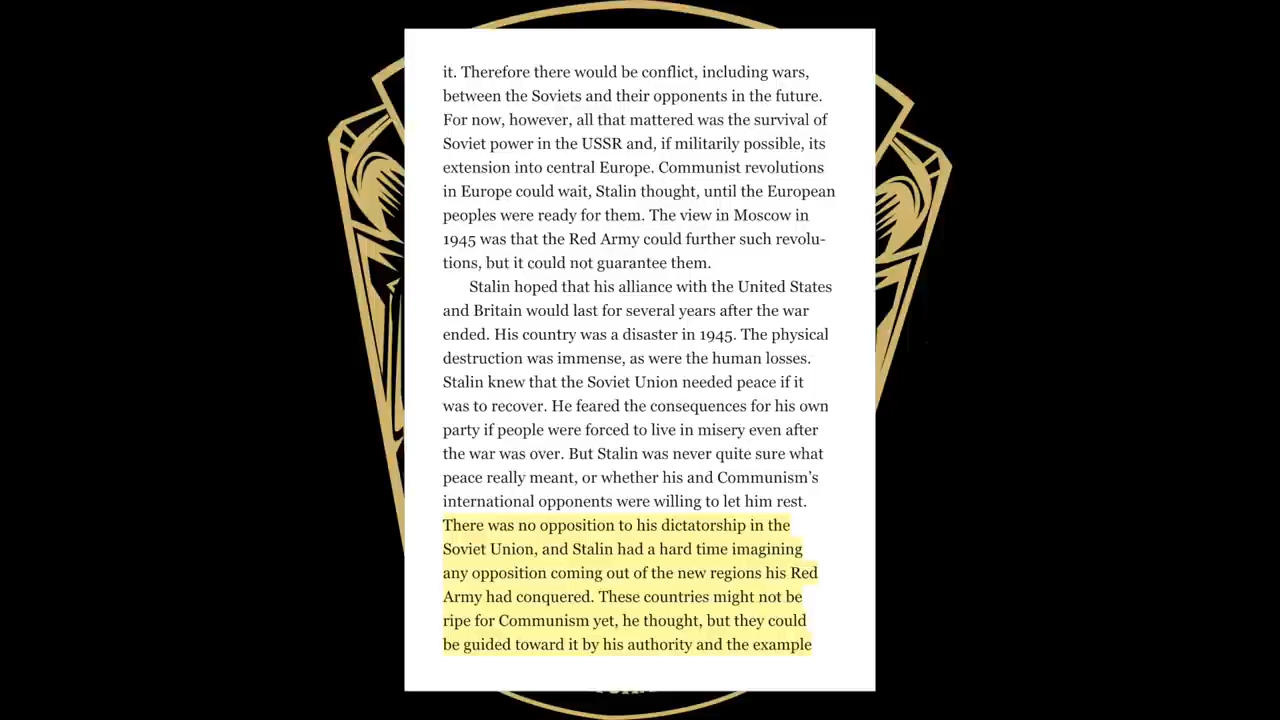 it. Therefore there would be conflict, including wars,
between the Soviets and their opponents in the future.
For now, however, all that mattered was the survival of
Soviet power in the USSR and, if militarily possible, its
extension into central Europe. Communist revolutions
in Europe could wait, Stalin thought, until the European
peoples were ready for them. The view in Moscow in
1945 was that the Red Army could further such revolu-
tions, but it could not guarantee them.
Stalin hoped that his alliance with the United States
and Britain would last for several years after the war
ended. His country was a disaster in 1945. The physical
destruction was immense, as were the human losses.
Stalin knew that the Soviet Union needed peace if it
was to recover. He feared the consequences for his own
party if people were forced to live in misery even after
the war was over. But Stalin was never quite sure what
peace really meant, or whether his and Communism’s
international opponents were willing to let him rest.
There was no opposition to his dictatorship in the
Soviet Union, and Stalin had a hard time imagining
any opposition coming out of the new regions his Red
Army had conquered. These countries might not be
ripe for Communism yet, he thought, but they could
be guided toward it by his authority and the example